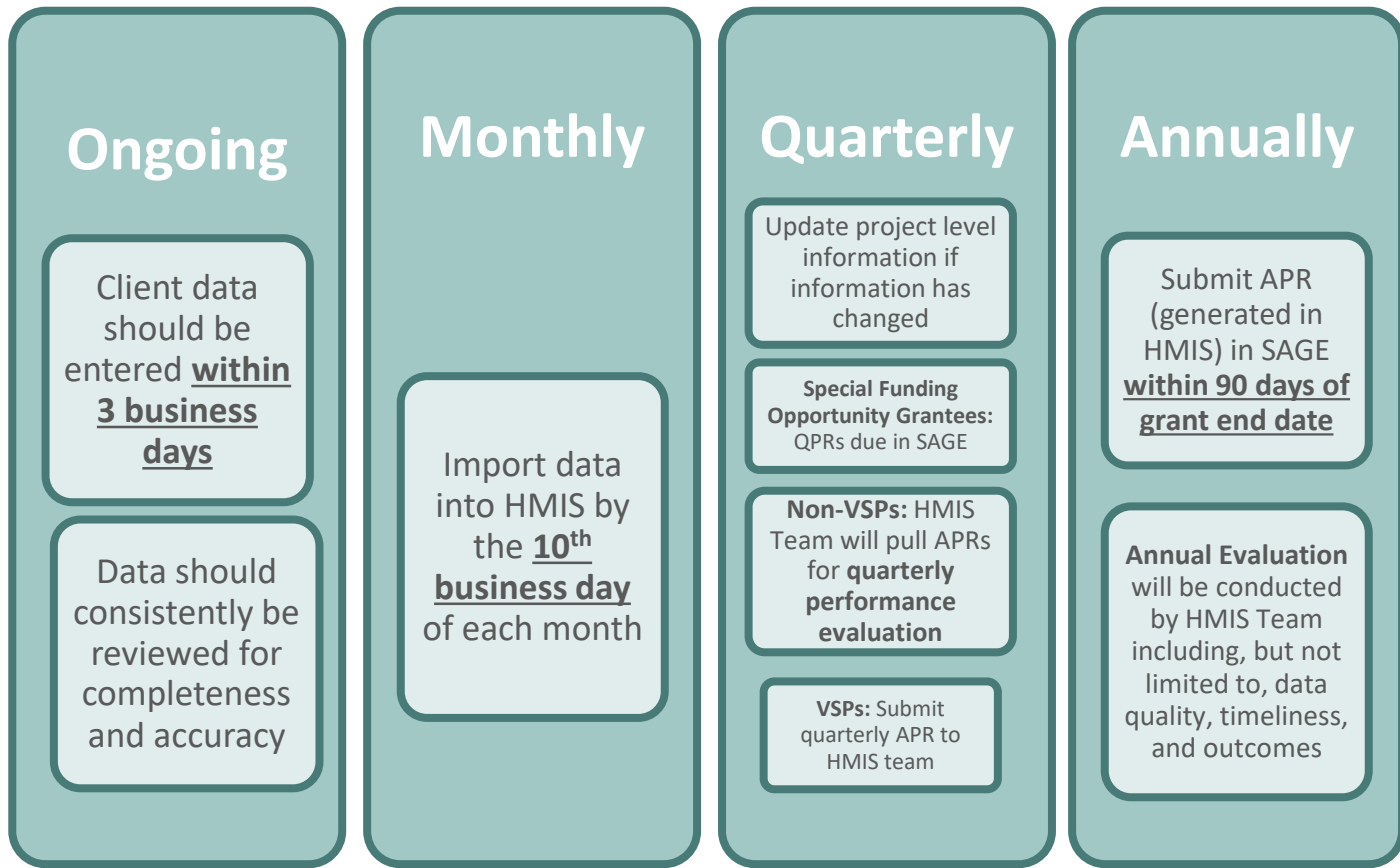 Ongoing
Client data
should be
entered within
3 business
days
Data should
consistently be
reviewed for
completeness
and accuracy
Monthly
Import data
into HMIS by
the 10th
business day
of each month
Quarterly
Update project level
information if
information has
changed
Special Funding
Opportunity Grantees:
QPRs due in SAGE
Non-VSPs: HMIS
Team will pull APRs
for quarterly
performance
evaluation
VSPs: Submit
quarterly APR to
HMIS team
Annually
Submit APR
(generated in
HMIS) in SAGE
within 90 days of
grant end date
Annual Evaluation
will be conducted
by HMIS Team
including, but not
limited to, data
quality, timeliness,
and outcomes